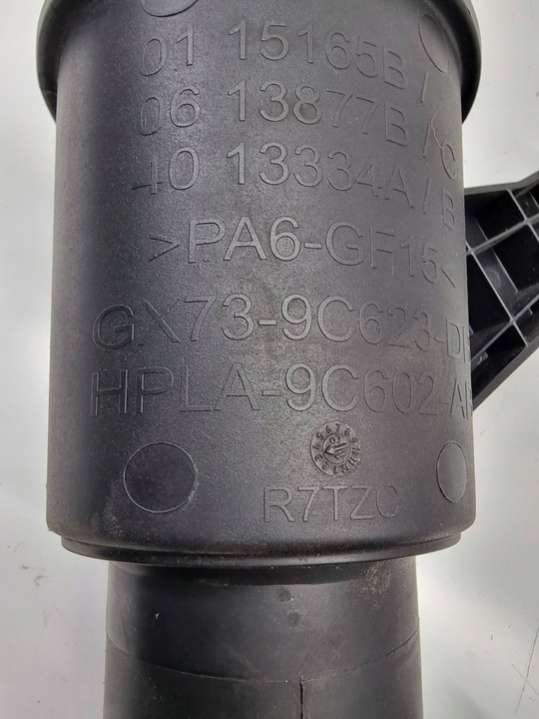 01 15165B /
06 13877B / C
40 13334A / B
>PA6-GF15<
GX73-9C623-D
HPLA-9C602-A
R7TZC